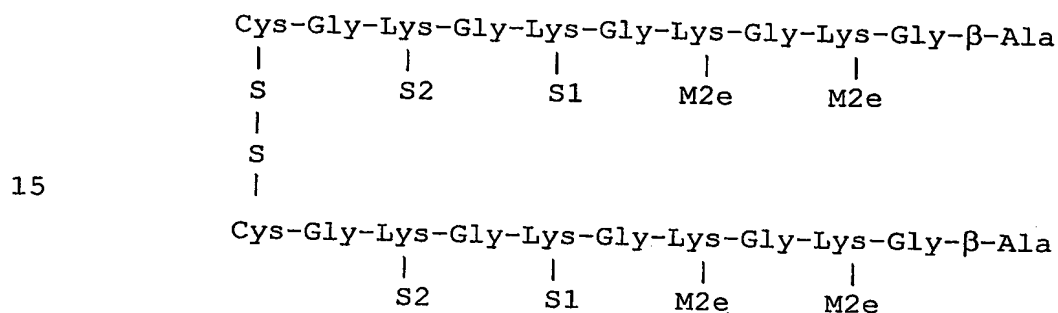 Cys-Gly-Lys-Gly-Lys-Gly-Lys-Gly-Lys-Gly-β-Ala
| | | | |
S S2 S1 M2e M2e
|
S
15 |
Cys-Gly-Lys-Gly-Lys-Gly-Lys-Gly-Lys-Gly-β-Ala
| | | |
S2 S1 M2e M2e